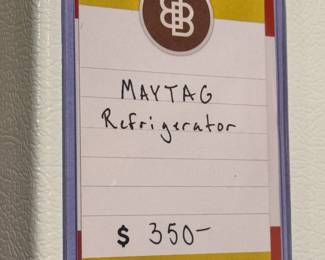 MAYTAG
Refrigerator
$ 350-